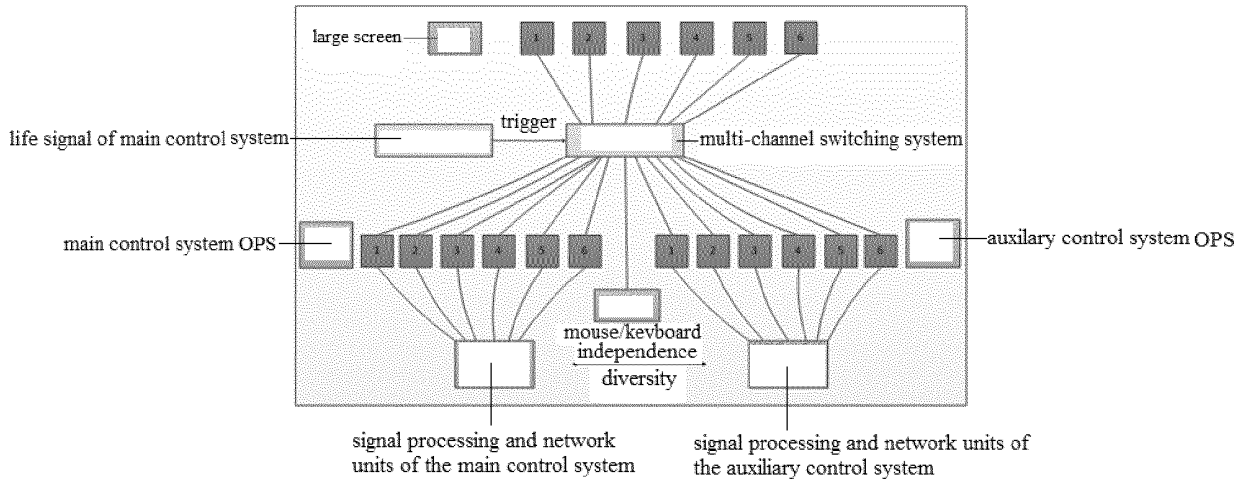 large screen
1 2 3 4 5 6
trigger
life signal of main control system
multi-channel switching system
main control system OPS
1 2 3 4 5 6
1 2 3 4 5 6
auxilary control system OPS
mouse/kevboard
independence
diversity
signal processing and network
units of the main control system
signal processing and network units of
the auxiliary control system